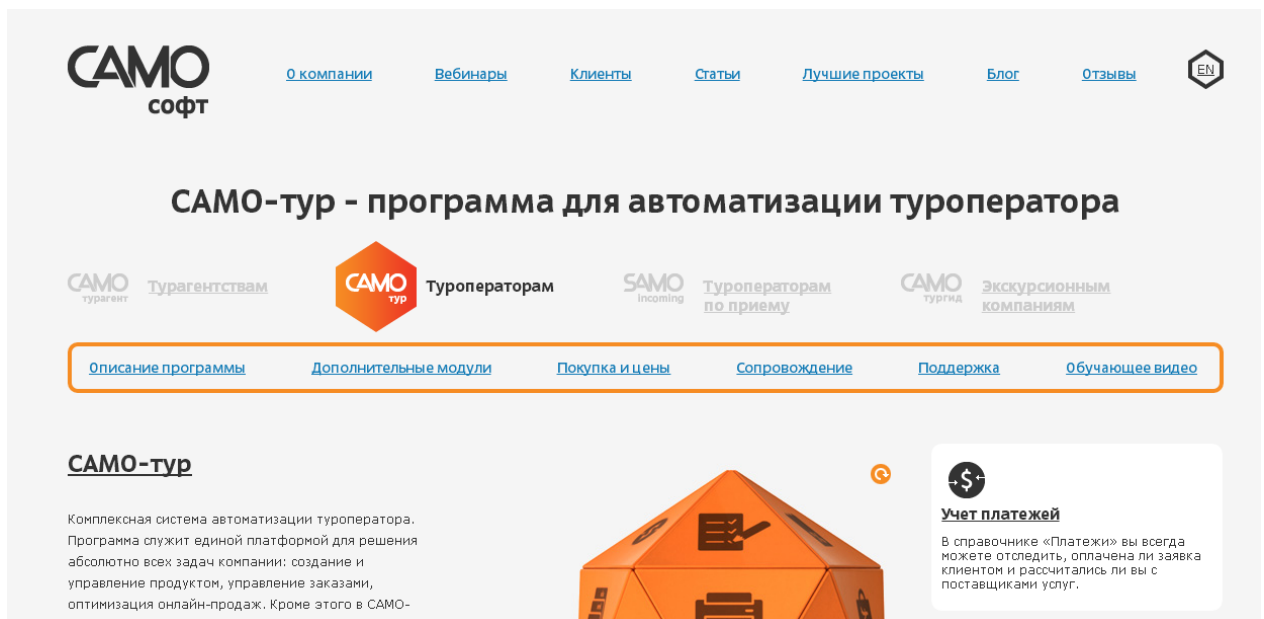 САМО
софт
О компании
Вебинары
Клиенты
Статьи
Лучшие проекты
Блог
Отзывы
EN
САМО-тур - программа для автоматизации туроператора
САМО
турагент
Турагентствам
САМО
тур
Туроператорам
SAMO
Incoming
Туроператорам
по приему
САМО
тургид
Экскурсионным
компаниям
Описание программы
Дополнительные модули
Покупка и цены
Сопровождение
Поддержка
Обучающее видео
САМО-тур
Комплексная система автоматизации туроператора.
Программа служит единой платформой для решения
абсолютно всех задач компании: создание и
управление продуктом, управление заказами,
оптимизация онлайн-продаж. Кроме этого в САМО-
$
Учет платежей
В справочнике «Платежи» вы всегда
можете отследить, оплачена ли заявка
клиентом и рассчитались ли вы с
поставщиками услуг.